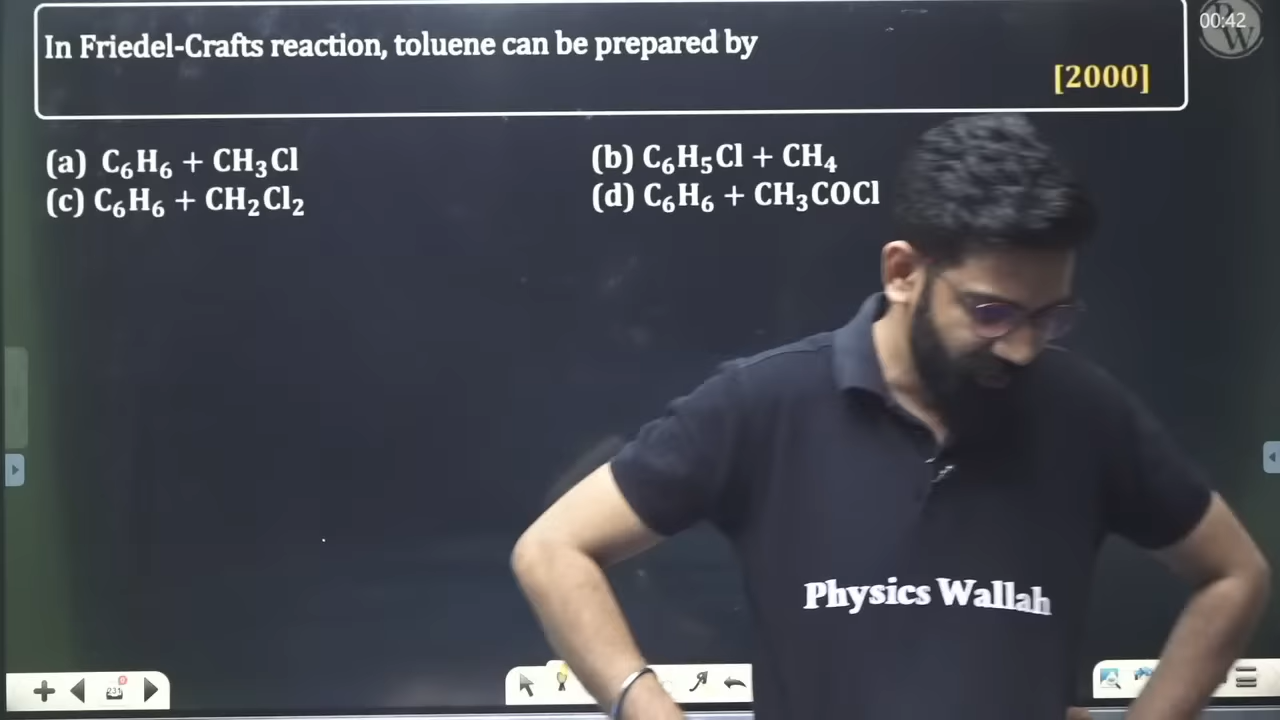 00:42
In Friedel-Crafts reaction, toluene can be prepared by
[2000]
(a) C₆H₆ + CH₃Cl
(b) C₆H₅Cl + CH₄
(c) C₆H₆ + CH₂Cl₂
(d) C₆H₆ + CH₃COCl
Physics Wallah
231